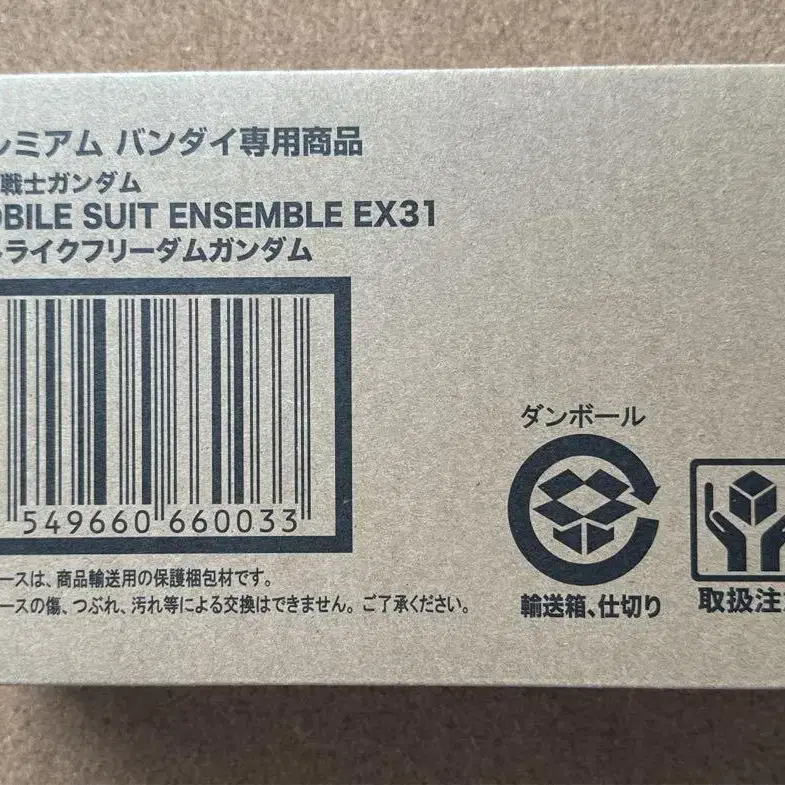 レミアム バンダイ専用商品
戦士ガンダム
OBILE SUIT ENSEMBLE EX31
トライクフリーダムガンダム
549660 660033
ースは、商品輸送用の保護梱包材です。
ースの傷、つぶれ、汚れ等による交換はできません。ご了承ください。
ダンボール
輸送箱、仕切り
取扱注